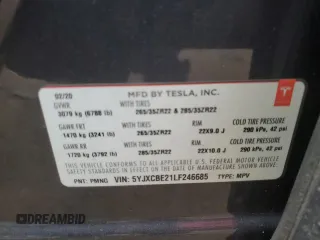 02/20 MFD BY TESLA, INC.
GVWR WITH TIRES
3079 kg (6788 lb) 265/35ZR22 & 285/35ZR22
GAWR FRT WITH TIRES RIM COLD TIRE PRESSURE
1470 kg (3241 lb) 265/35ZR22 22X9.0 J 290 kPa, 42 psi
GAWR RR WITH TIRES RIM COLD TIRE PRESSURE
1720 kg (3792 lb) 285/35ZR22 22X10.0 J 290 kPa, 42 psi
THIS VEHICLE CONFORMS TO ALL APPLICABLE
U.S. FEDERAL MOTOR VEHICLE SAFETY STANDARDS IN EFFECT ON THE
DATE OF MANUFACTURE SHOWN ABOVE.
PNT: PMNG VIN: 5YJXCBE21LF246685 TYPE: MPV
DREAMBID